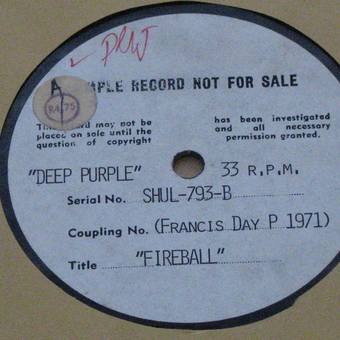 PRW
A
R4.75
SAMPLE RECORD NOT FOR SALE
This record may not be
placed on sale until the
question of copyright
has been investigated
and all necessary
permission granted.
"DEEP PURPLE" 33 R.P.M.
Serial No. SHUL-793-B
Coupling No. (FRANCIS DAY P 1971)
Title "FIREBALL"